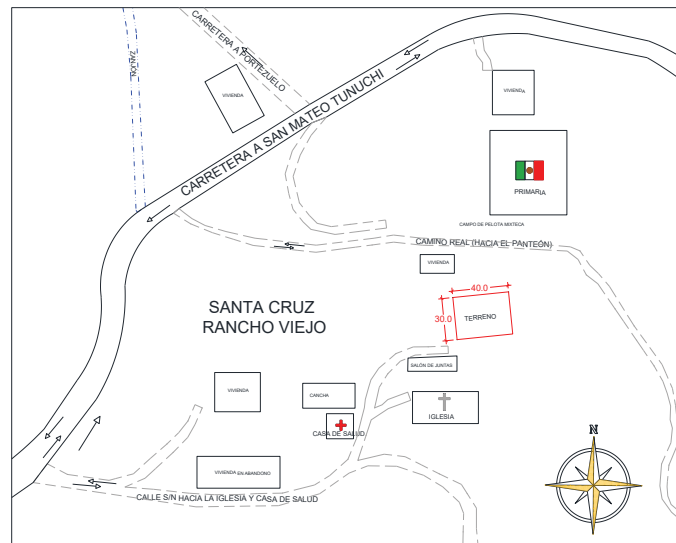 CARRETERA A PORTEZUELO
ZANJON
VIVIENDA
VIVIENDA
CARRETERA A SAN MATEO TUNUCHI
PRIMARIA
CAMPO DE PELOTA MIXTECA
CAMINO REAL (HACIA EL PANTEÓN)
VIVIENDA
40.0
30.0
TERRENO
SANTA CRUZ
RANCHO VIEJO
SALÓN DE JUNTAS
VIVIENDA
CANCHA
IGLESIA
CASA DE SALUD
VIVIENDA EN ABANDONO
CALLE S/N HACIA LA IGLESIA Y CASA DE SALUD
N